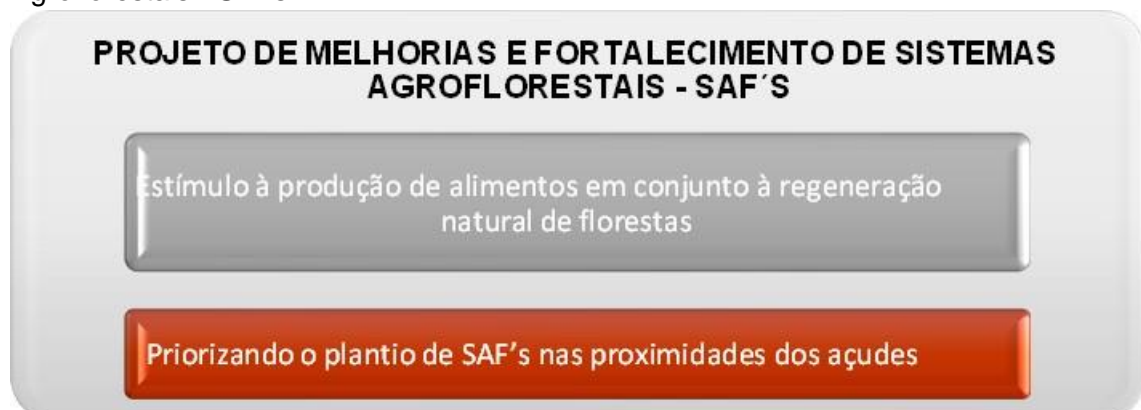 PROJETO DE MELHORIAS E FORTALECIMENTO DE SISTEMAS
AGROFLORESTAIS - SAF´S
Estímulo à produção de alimentos em conjunto à regeneração
natural de florestas
Priorizando o plantio de SAF’s nas proximidades dos açudes